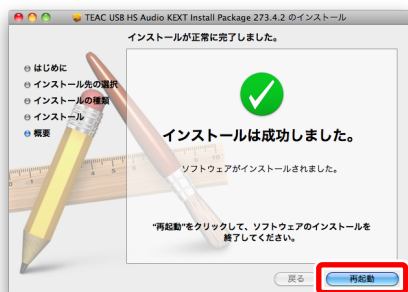 TEAC USB HS Audio KEXT Install Package 273.4.2 のインストール
インストールが正常に完了しました。
はじめに
インストール先の選択
インストールの種類
インストール
概要
インストールは成功しました。
ソフトウェアがインストールされました。
"再起動"をクリックして、ソフトウェアのインストールを
終了してください。
戻る
再起動